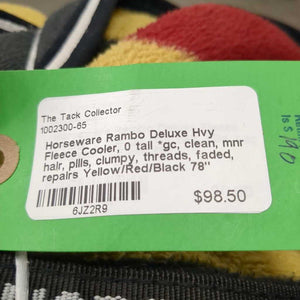 The Tack Collector
1002300-65
Horseware Rambo Deluxe Hvy
Fleece Cooler, 0 tail *gc, clean, mnr
hair, pills, clumpy, threads, faded,
repairs Yellow/Red/Black 78"
$98.50
6JZ2R9